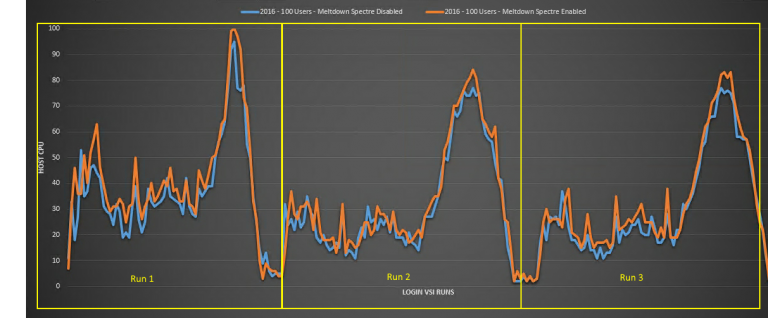 2016 - 100 Users - Meltdown Spectre Disabled
2016 - 100 Users - Meltdown Spectre Enabled
100
90
80
70
60
50
40
30
20
10
0
HOST CPU
Run 1
Run 2
Run 3
LOGIN VSI RUNS